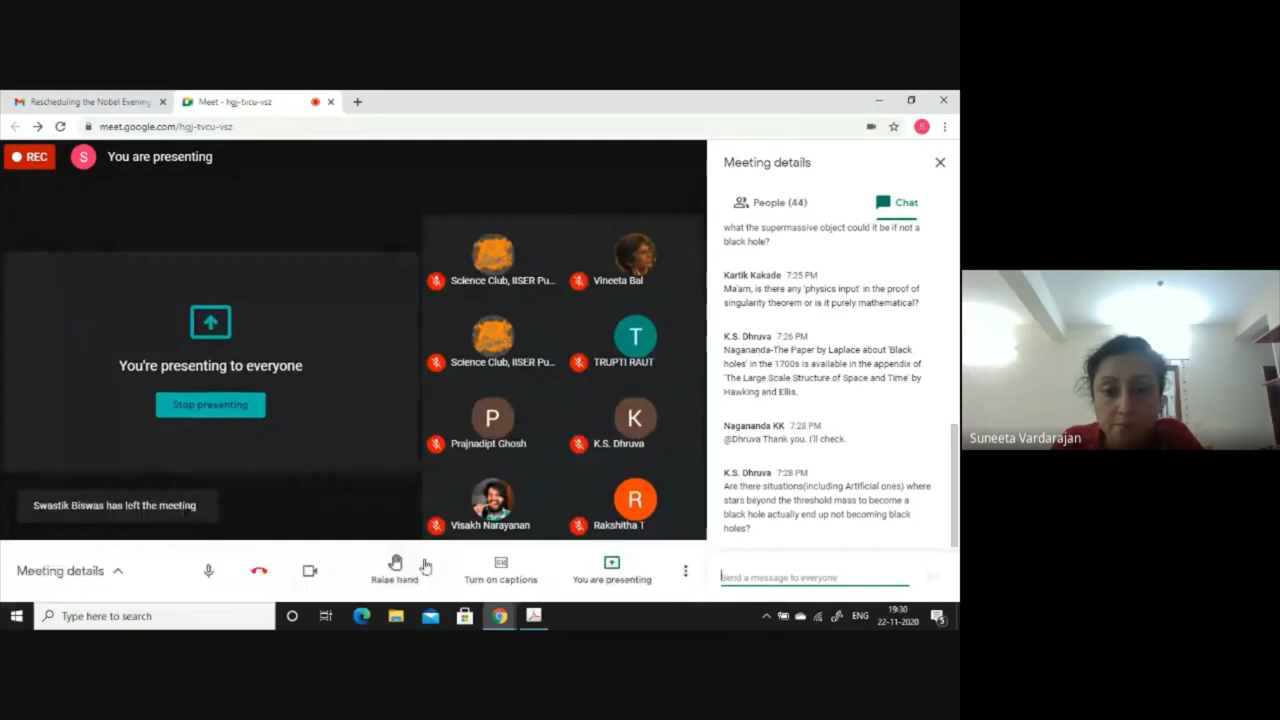 Rescheduling the Nobel Evening
Meet - hgj-tvcu-vsz
meet.google.com/hgj-tvcu-vsz
S
REC
S
You are presenting
You're presenting to everyone
Stop presenting
Swastik Biswas has left the meeting
Science Club, IISER Pu...
Vineeta Bal
Science Club, IISER Pu...
T
TRUPTI RAUT
P
Prajnadipt Ghosh
K
K.S. Dhruva
Visakh Narayanan
R
Rakshitha T
Meeting details
People (44)
Chat
what the supermassive object could it be if not a
black hole?
Kartik Kakade 7:25 PM
Ma'am, is there any 'physics input' in the proof of
singularity theorem or is it purely mathematical?
K.S. Dhruva 7:26 PM
Nagananda-The Paper by Laplace about 'Black
holes' in the 1700s is available in the appendix of
'The Large Scale Structure of Space and Time' by
Hawking and Ellis.
Nagananda KK 7:28 PM
@Dhruva Thank you. I'll check.
K.S. Dhruva 7:28 PM
Are there situations(including Artificial ones) where
stars beyond the threshold mass to become a
black hole actually end up not becoming black
holes?
Send a message to everyone
Meeting details
Raise hand
Turn on captions
You are presenting
Type here to search
ENG
19:30
22-11-2020
5
Suneeta Vardarajan